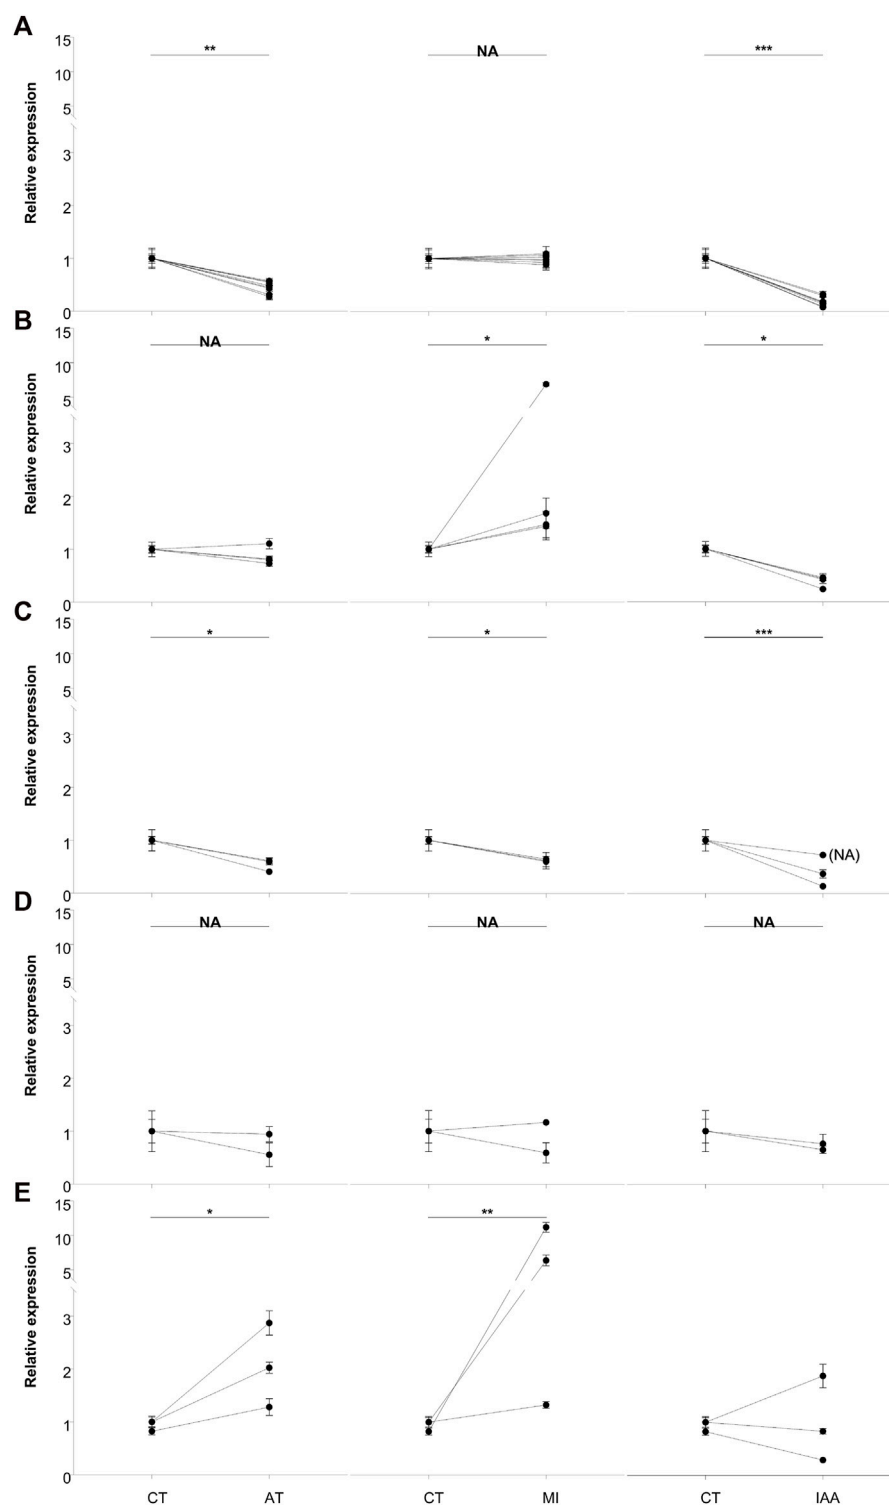 A
15
10
5
3
2
1
0
Relative expression
**
NA
***
B
15
10
5
3
2
1
0
Relative expression
NA
*
*
C
15
10
5
3
2
1
0
Relative expression
*
*
***
(NA)
D
15
10
5
3
2
1
0
Relative expression
NA
NA
NA
E
15
10
5
3
2
1
0
Relative expression
*
**
CT AT CT MI CT IAA